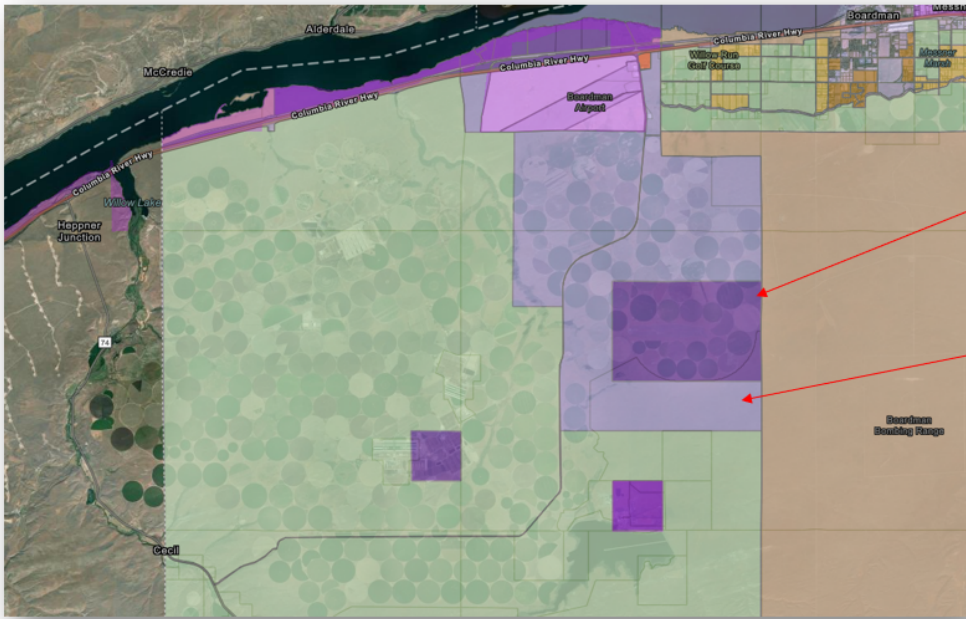 Messner
Boardman
Alderdale
Columbia River Hwy
Willow Run
Golf Course
Messner
Marsh
McCredie
Columbia River Hwy
Boardman
Airport
Columbia River Hwy
Columbia River Hwy
Willow Lake
Heppner
Junction
74
Boardman
Bombing Range
Cecil